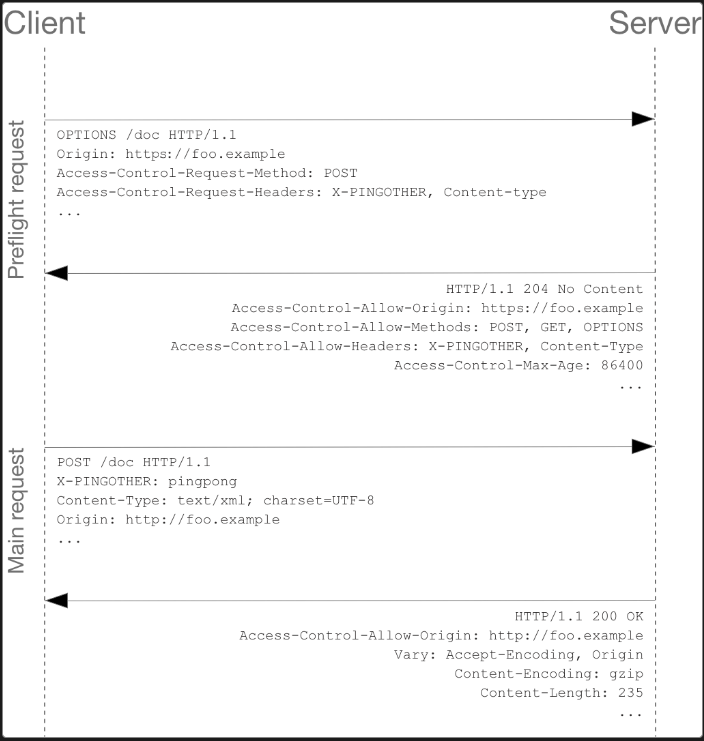 Client
Server
Preflight request
OPTIONS /doc HTTP/1.1
Origin: https://foo.example
Access-Control-Request-Method: POST
Access-Control-Request-Headers: X-PINGOTHER, Content-type
...
HTTP/1.1 204 No Content
Access-Control-Allow-Origin: https://foo.example
Access-Control-Allow-Methods: POST, GET, OPTIONS
Access-Control-Allow-Headers: X-PINGOTHER, Content-Type
Access-Control-Max-Age: 86400
...
Main request
POST /doc HTTP/1.1
X-PINGOTHER: pingpong
Content-Type: text/xml; charset=UTF-8
Origin: http://foo.example
...
HTTP/1.1 200 OK
Access-Control-Allow-Origin: http://foo.example
Vary: Accept-Encoding, Origin
Content-Encoding: gzip
Content-Length: 235
...